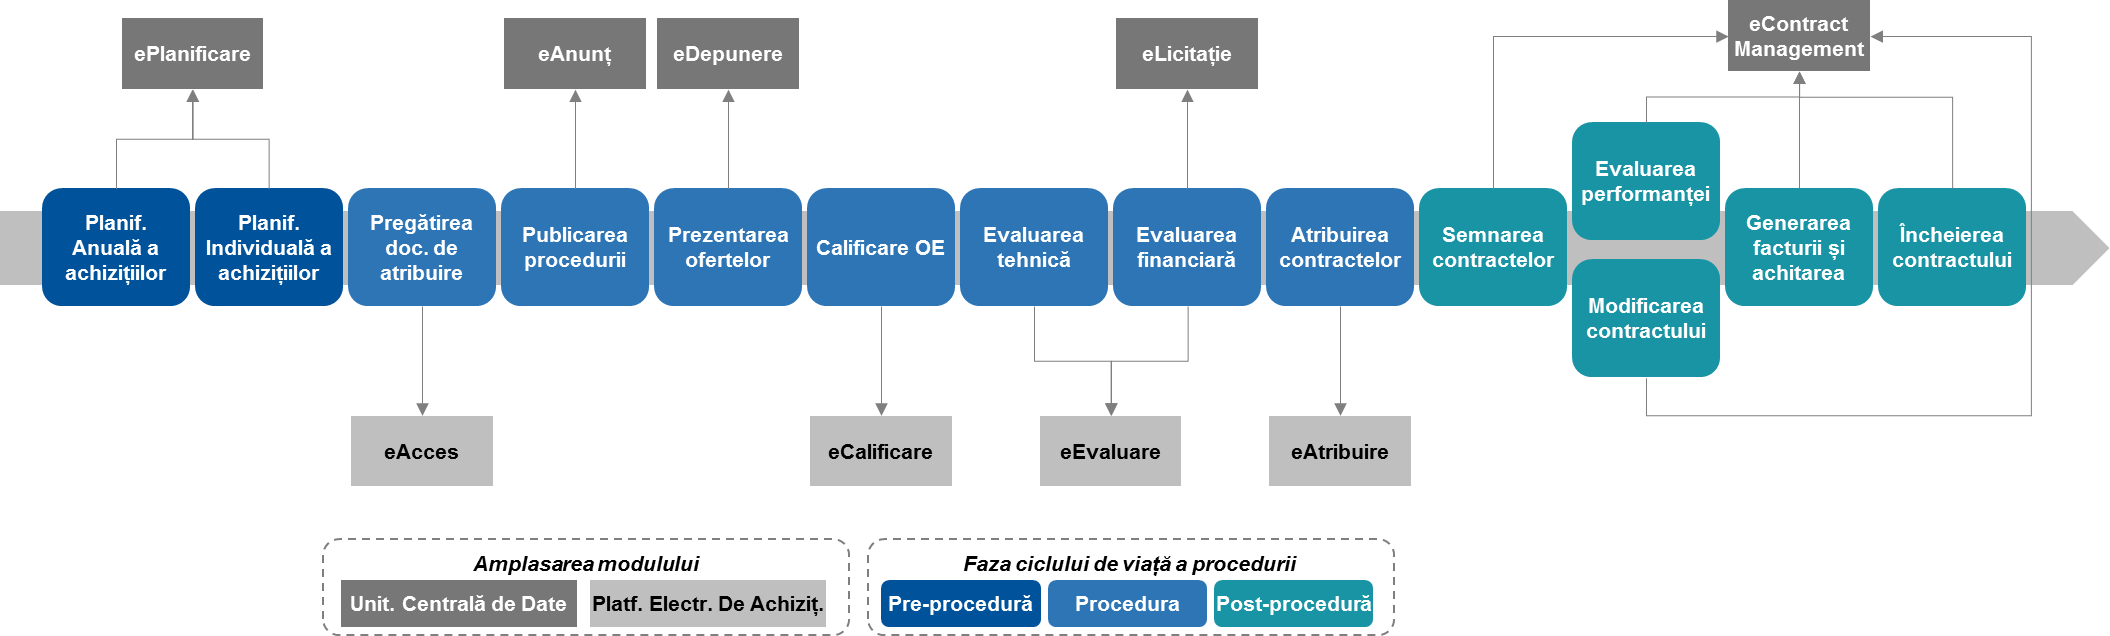 ePlanificare
eAnunț
eDepunere
eLicitație
eContract
Management
Planif.
Anuală a
achizițiilor
Planif.
Individuală a
achizițiilor
Pregătirea
doc. de
atribuire
Publicarea
procedurii
Prezentarea
ofertelor
Calificare OE
Evaluarea
tehnică
Evaluarea
financiară
Atribuirea
contractelor
Semnarea
contractelor
Evaluarea
performanței
Modificarea
contractului
Generarea
facturii și
achitarea
Încheierea
contractului
eAcces
eCalificare
eEvaluare
eAtribuire
Amplasarea modulului
Unit. Centrală de Date
Platf. Electr. De Achiziț.
Faza ciclului de viață a procedurii
Pre-procedură
Procedura
Post-procedură